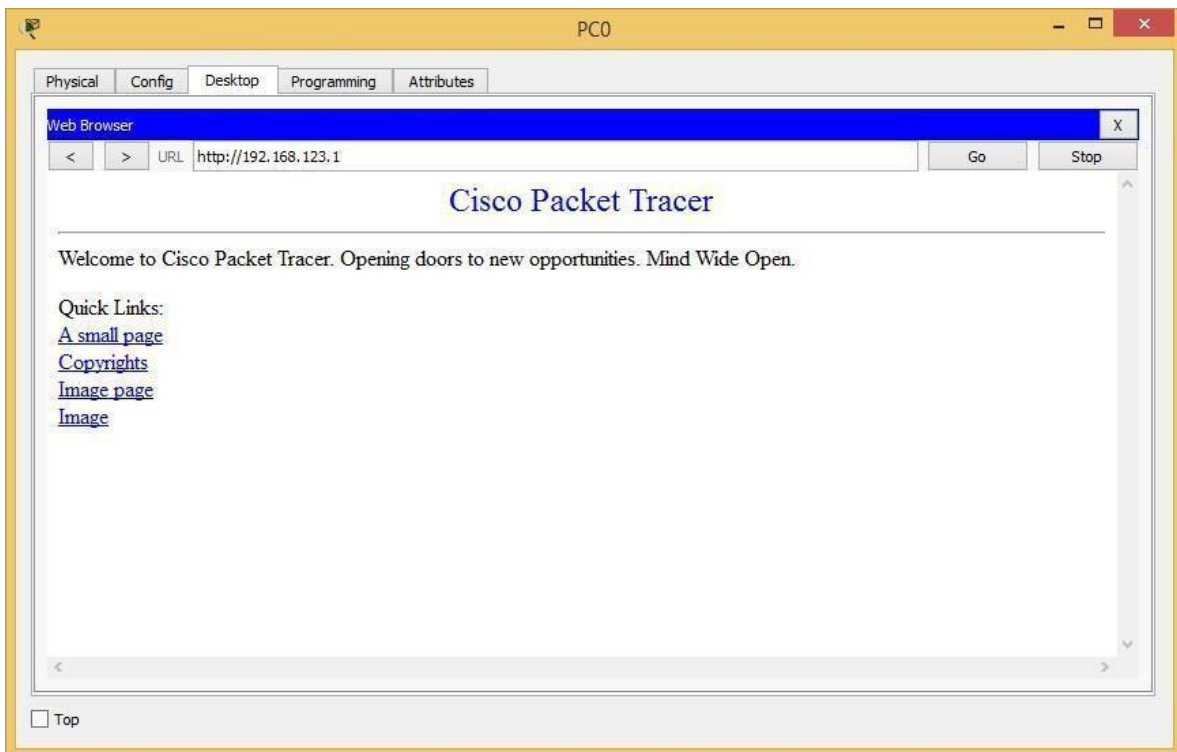 PC0
Physical Config Desktop Programming Attributes
Web Browser X
< > URL http://192.168.123.1 Go Stop
Cisco Packet Tracer
Welcome to Cisco Packet Tracer. Opening doors to new opportunities. Mind Wide Open.
Quick Links:
A small page
Copyrights
Image page
Image
Top